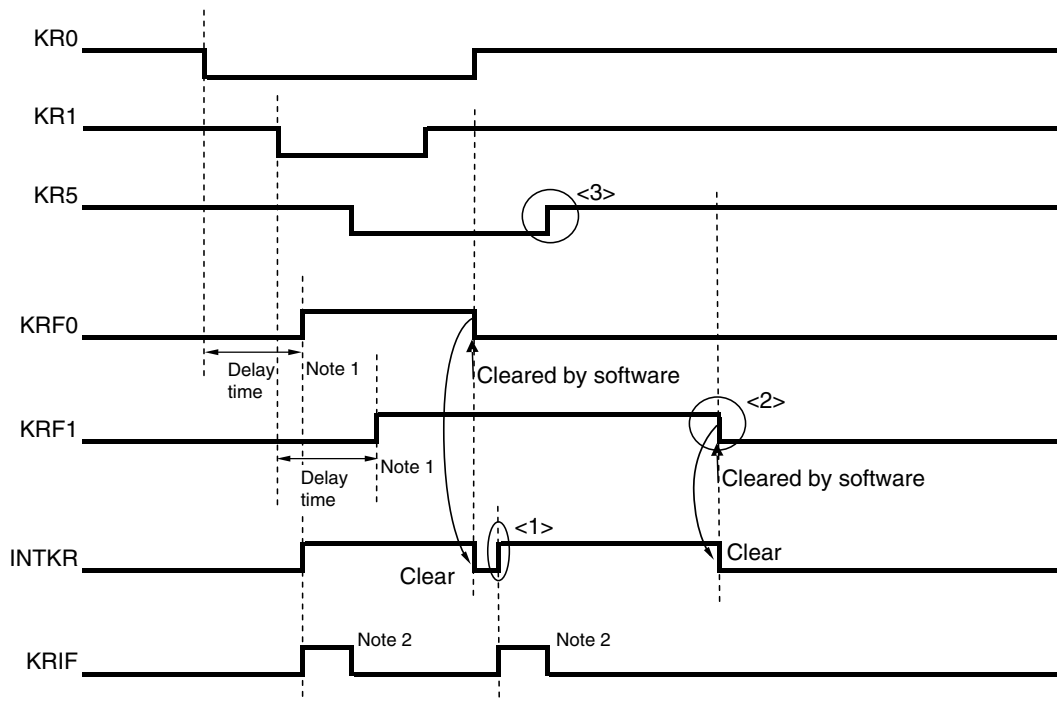 KR0
KR1
KR5
<3>
KRF0
Delay
time
Note 1
Cleared by software
KRF1
<2>
Delay
time
Note 1
Cleared by software
INTKR
<1>
Clear
Clear
KRIF
Note 2
Note 2